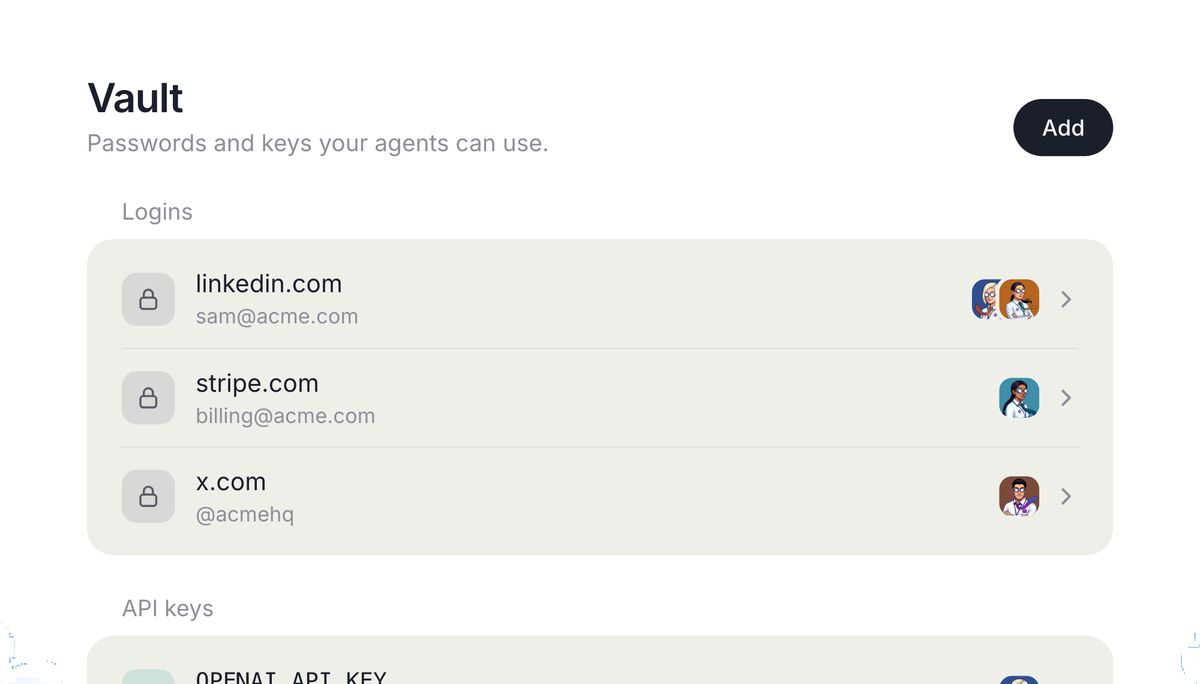 Vault
Passwords and keys your agents can use.
Add
Logins
linkedin.com
sam@acme.com
stripe.com
billing@acme.com
x.com
@acmehq
API keys
OPENAI_API_KEY